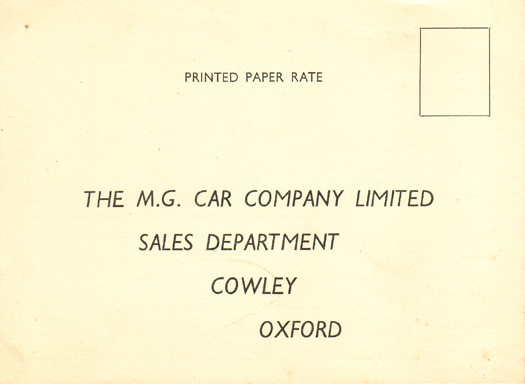 PRINTED PAPER RATE
THE M.G. CAR COMPANY LIMITED
SALES DEPARTMENT
COWLEY
OXFORD